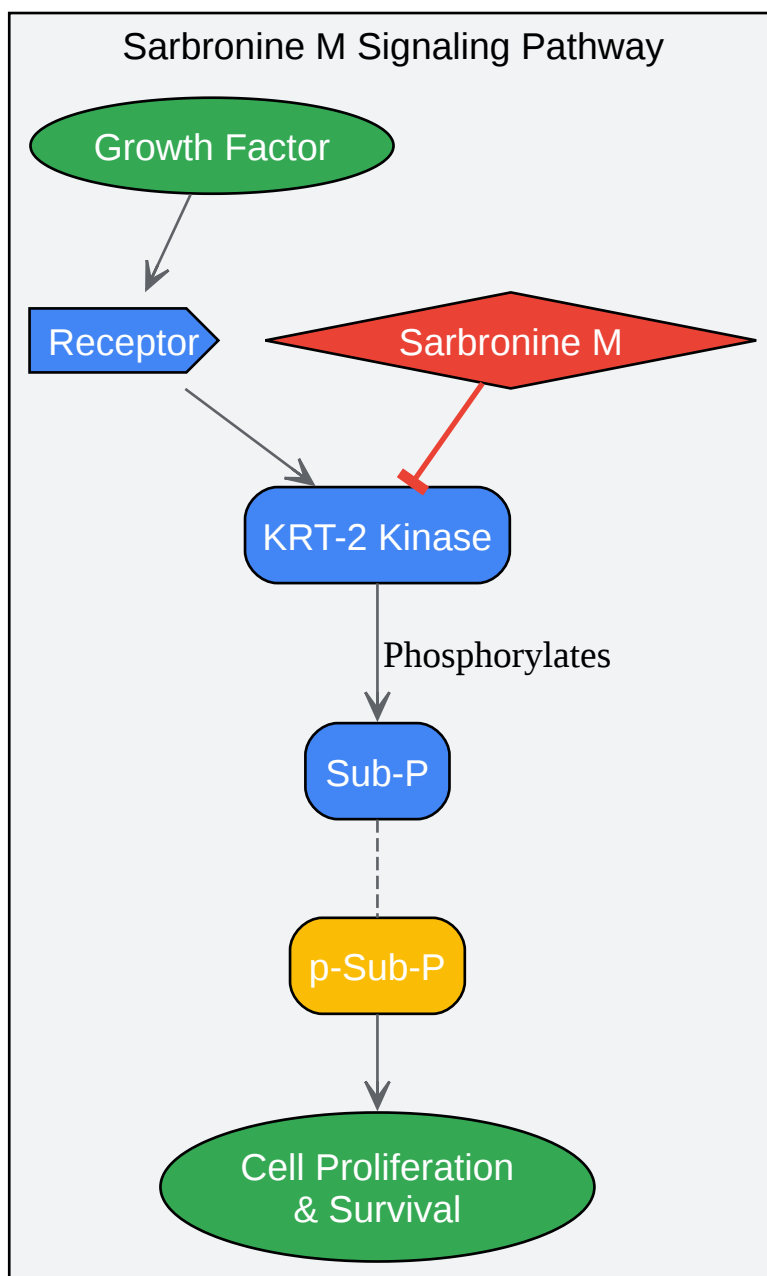 Sarbronine M Signaling Pathway
Growth Factor
Receptor
Sarbronine M
KRT-2 Kinase
Phosphorylates
Sub-P
p-Sub-P
Cell Proliferation
& Survival